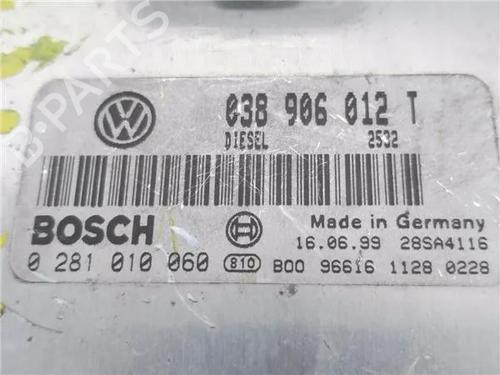 B-PARTS
038 906 012 T
DIESEL 2532
BOSCH Made in Germany
16.06.99 28SA4116
0 281 010 060 810 B00 96616 1128 0228